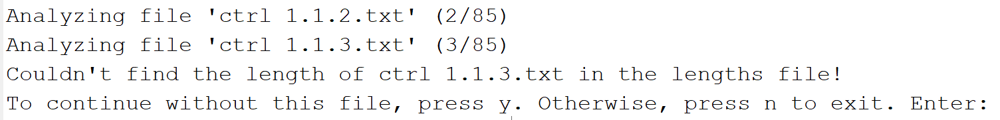 Analyzing file 'ctrl 1.1.2.txt' (2/85)
Analyzing file 'ctrl 1.1.3.txt' (3/85)
Couldn't find the length of ctrl 1.1.3.txt in the lengths file!
To continue without this file, press y. Otherwise, press n to exit. Enter: